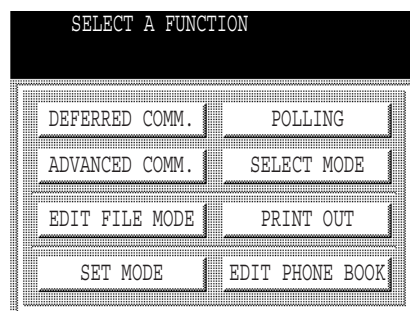 SELECT A FUNCTION
DEFERRED COMM. POLLING
ADVANCED COMM. SELECT MODE
EDIT FILE MODE PRINT OUT
SET MODE EDIT PHONE BOOK